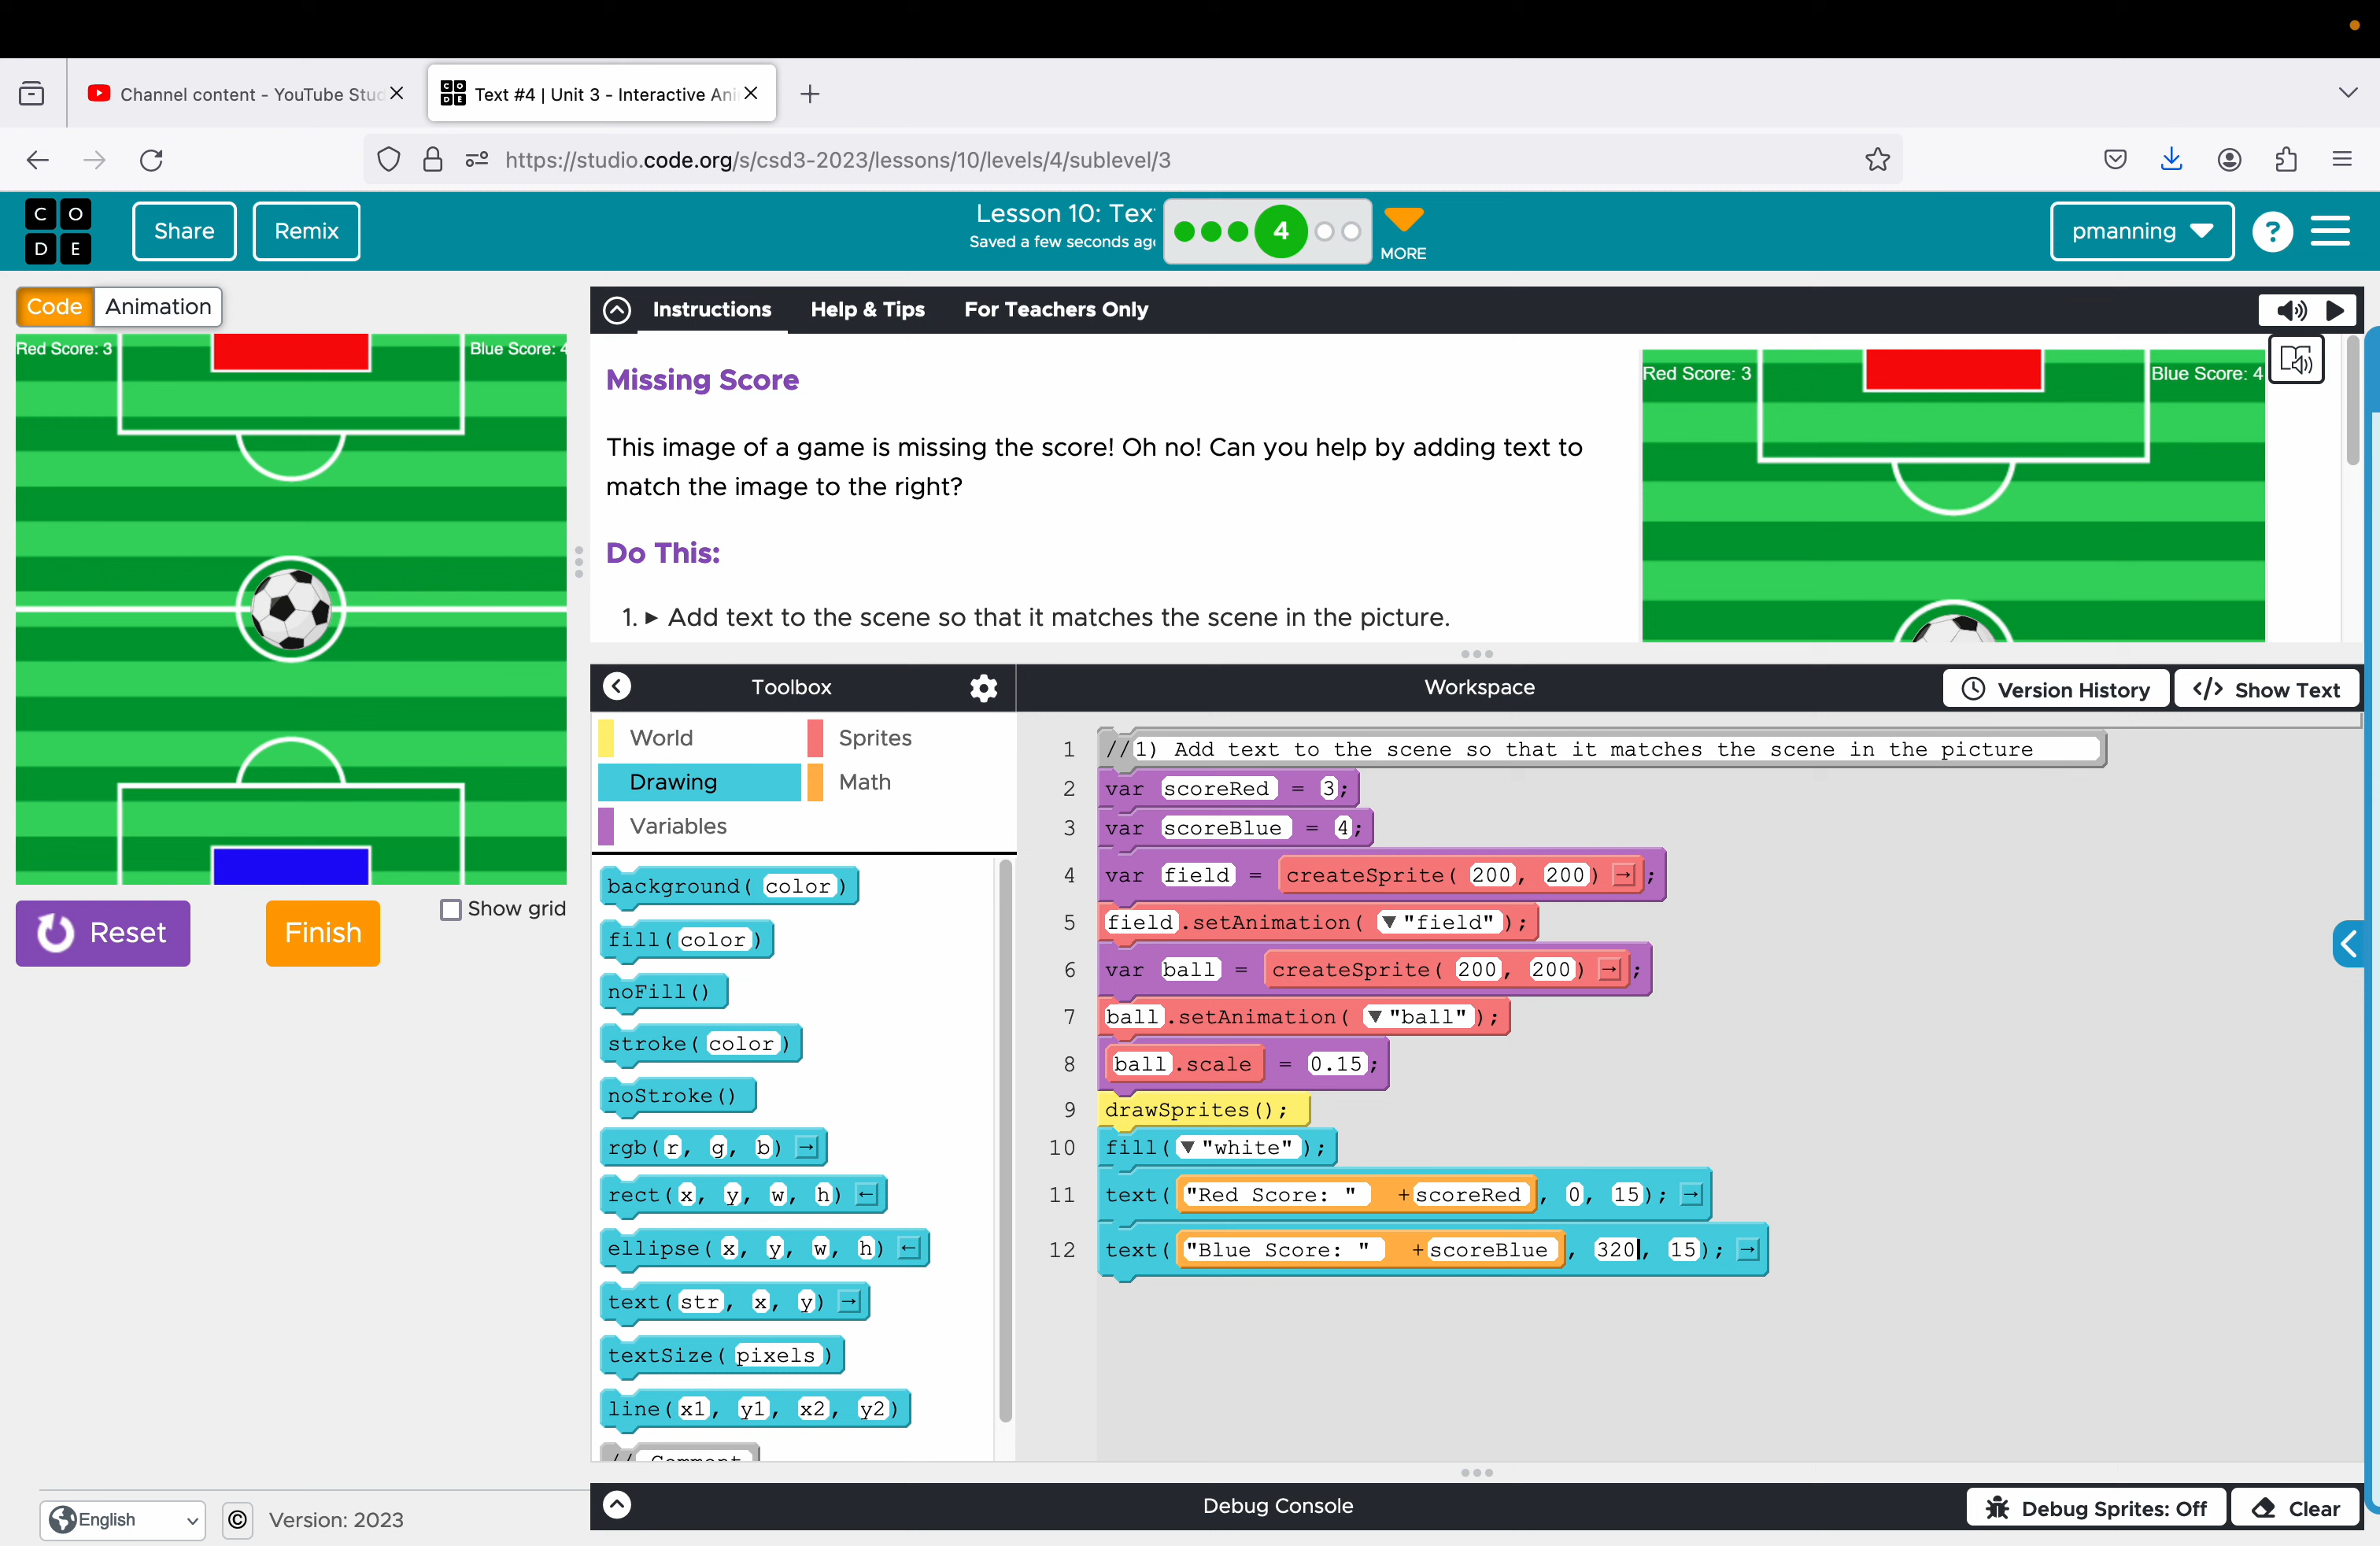 Channel content - YouTube Stud
Text #4 | Unit 3 - Interactive Ani
https://studio.code.org/s/csd3-2023/lessons/10/levels/4/sublevel/3
CODE
Share
Remix
Lesson 10: Tex
Saved a few seconds ago
4
MORE
pmanning
?
Code
Animation
Red Score: 3
Blue Score: 4
Reset
Finish
Show grid
Instructions
Help & Tips
For Teachers Only
Missing Score
This image of a game is missing the score! Oh no! Can you help by adding text to
match the image to the right?
Do This:
1. ► Add text to the scene so that it matches the scene in the picture.
Red Score: 3
Blue Score: 4
Toolbox
Workspace
Version History
</> Show Text
World
Sprites
Drawing
Math
Variables
background( color )
fill( color )
noFill()
stroke( color )
noStroke()
rgb( r, g, b) →
rect( x, y, w, h) ←
ellipse( x, y, w, h) ←
text( str, x, y) →
textSize( pixels )
line( x1, y1, x2, y2)
// Comment
1 //1) Add text to the scene so that it matches the scene in the picture
2 var scoreRed = 3;
3 var scoreBlue = 4;
4 var field = createSprite( 200, 200) → ;
5 field.setAnimation( ▼ "field");
6 var ball = createSprite( 200, 200) → ;
7 ball.setAnimation( ▼ "ball");
8 ball.scale = 0.15;
9 drawSprites();
10 fill( ▼ "white");
11 text( "Red Score: " +scoreRed , 0, 15); →
12 text( "Blue Score: " +scoreBlue , 320, 15); →
Debug Console
Debug Sprites: Off
Clear
English
©
Version: 2023